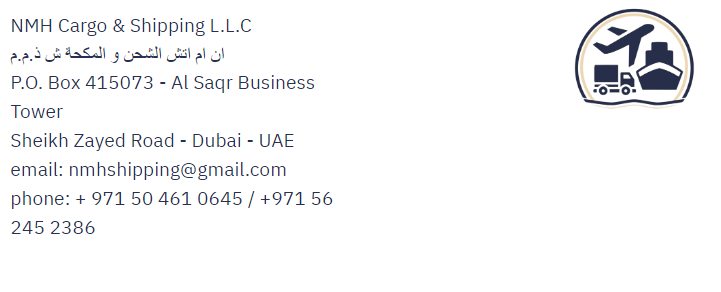 NMH Cargo & Shipping L.L.C
ان ام اتش الشحن و المكحة ش ذ.م.م
P.O. Box 415073 - Al Saqr Business
Tower
Sheikh Zayed Road - Dubai - UAE
email: nmhshipping@gmail.com
phone: + 971 50 461 0645 / +971 56
245 2386